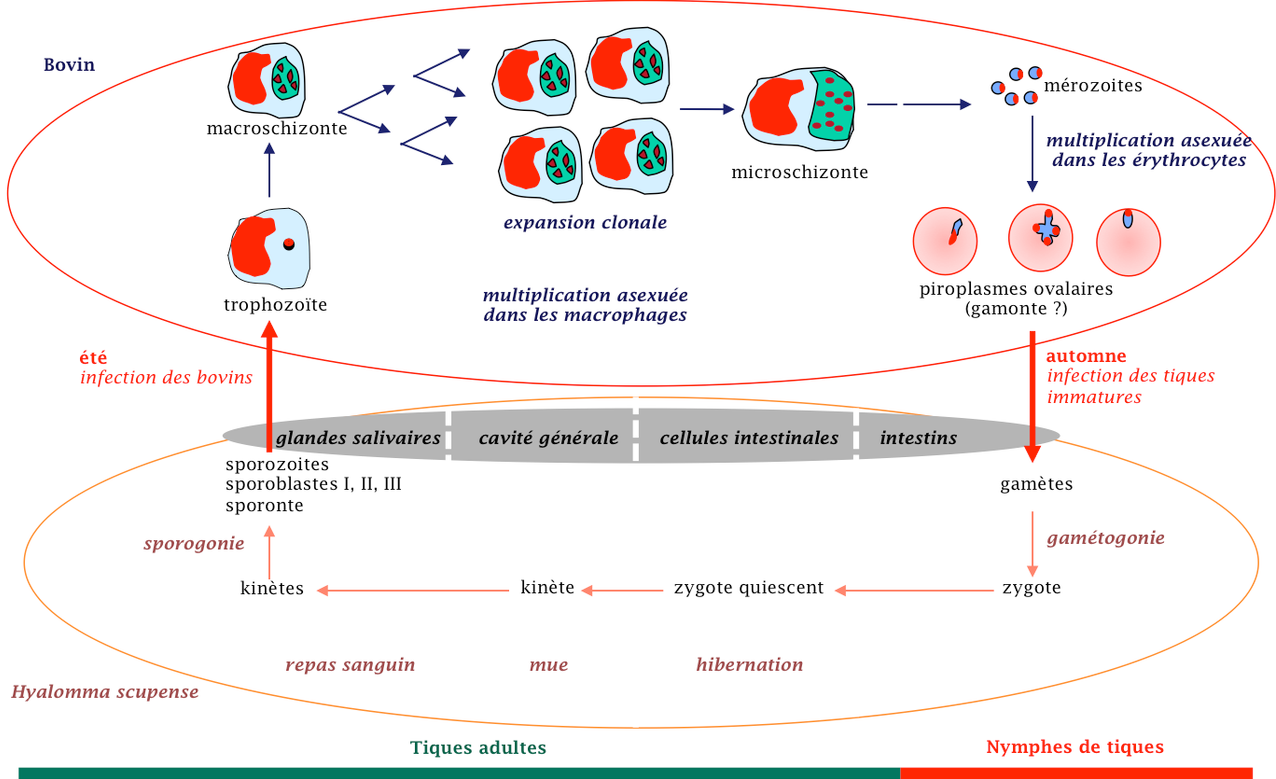 Bovin
macroschizonte
mérozoites
multiplication asexuée
dans les érythrocytes
microschizonte
expansion clonale
trophozoïte
multiplication asexuée
dans les macrophages
piroplasmes ovalaires
(gamonte ?)
été
infection des bovins
automne
infection des tiques
immatures
glandes salivaires
cavité générale
cellules intestinales
intestins
sporozoites
sporoblastes I, II, III
sporonte
gamètes
sporogonie
gamétogonie
kinètes
kinète
zygote quiescent
zygote
repas sanguin
mue
hibernation
Hyalomma scupense
Tiques adultes
Nymphes de tiques